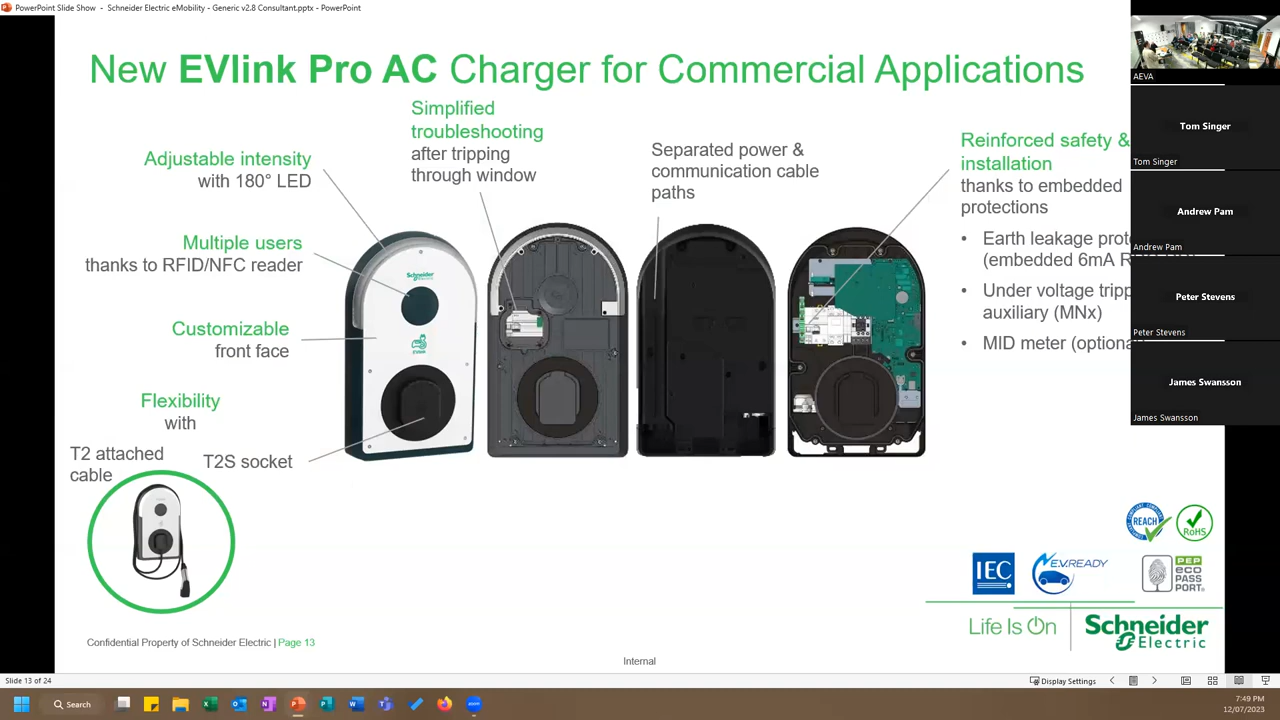 PowerPoint Slide Show - Schneider Electric eMobility - Generic v2.8 Consultant.pptx - PowerPoint
New EVlink Pro AC Charger for Commercial Applications
Simplified
troubleshooting
after tripping
through window
Adjustable intensity
with 180° LED
Separated power &
communication cable
paths
Reinforced safety &
installation
thanks to embedded
protections
• Earth leakage prot
(embedded 6mA R
• Under voltage tripp
auxiliary (MNx)
• MID meter (optiona
Multiple users
thanks to RFID/NFC reader
Customizable
front face
Flexibility
with
T2 attached
cable
T2S socket
Schneider
EVlink
AEVA
Tom Singer
Tom Singer
Andrew Pam
Andrew Pam
Peter Stevens
Peter Stevens
James Swansson
James Swansson
REACH
RoHS
IEC
EV.READY
PEP
eco
PASS
PORT®
Life Is On
Schneider
Electric
Confidential Property of Schneider Electric | Page 13
Internal
Slide 13 of 24
Display Settings
Search
7:49 PM
12/07/2023